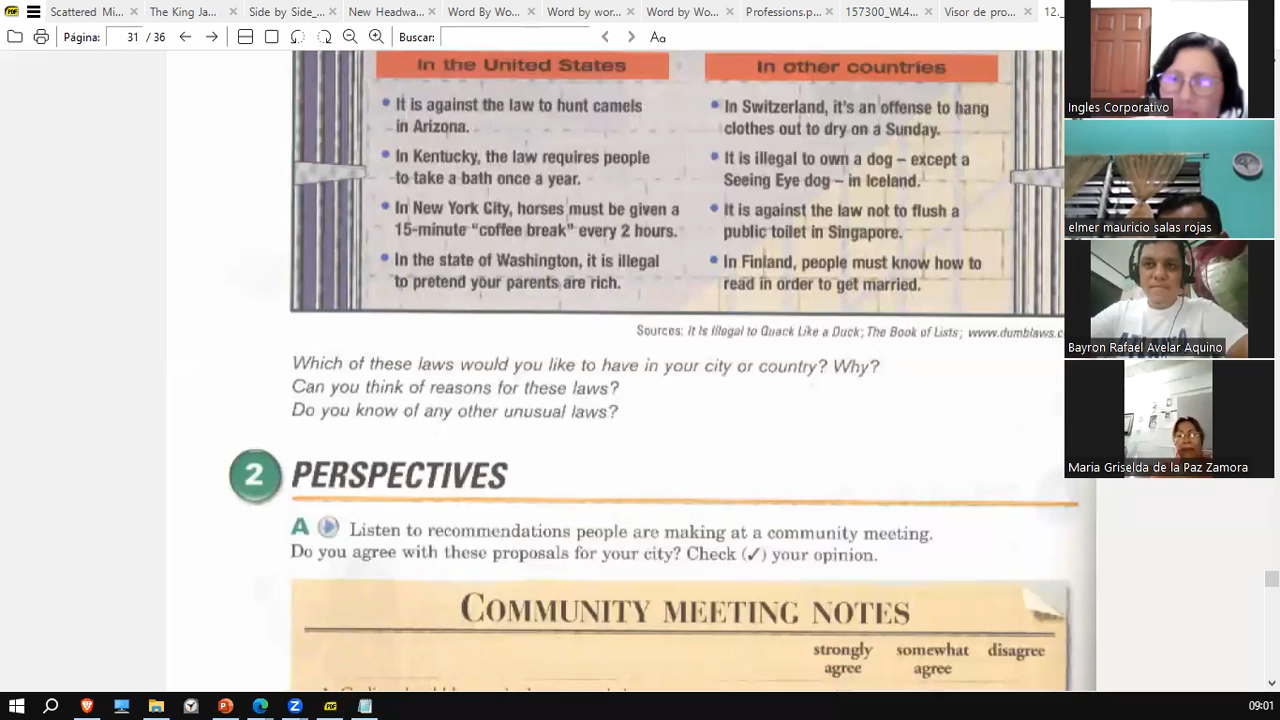 Scattered Mi...
The King Ja...
Side by Side_...
New Headwa...
Word By Wo...
Word by wor...
Word by Wo...
Professions.p...
157300_WL4...
Visor de pro...
12._
Página:
31 / 36
Buscar:
In the United States
• It is against the law to hunt camels
in Arizona.
• In Kentucky, the law requires people
to take a bath once a year.
• In New York City, horses must be given a
15-minute “coffee break” every 2 hours.
• In the state of Washington, it is illegal
to pretend your parents are rich.
In other countries
• In Switzerland, it's an offense to hang
clothes out to dry on a Sunday.
• It is illegal to own a dog – except a
Seeing Eye dog – in Iceland.
• It is against the law not to flush a
public toilet in Singapore.
• In Finland, people must know how to
read in order to get married.
Sources: It Is Illegal to Quack Like a Duck; The Book of Lists; www.dumblaws.c
Which of these laws would you like to have in your city or country? Why?
Can you think of reasons for these laws?
Do you know of any other unusual laws?
2 PERSPECTIVES
A Listen to recommendations people are making at a community meeting.
Do you agree with these proposals for your city? Check (✓) your opinion.
COMMUNITY MEETING NOTES
strongly agree
somewhat agree
disagree
Ingles Corporativo
elmer mauricio salas rojas
Bayron Rafael Avelar Aquino
Maria Griselda de la Paz Zamora
09:01